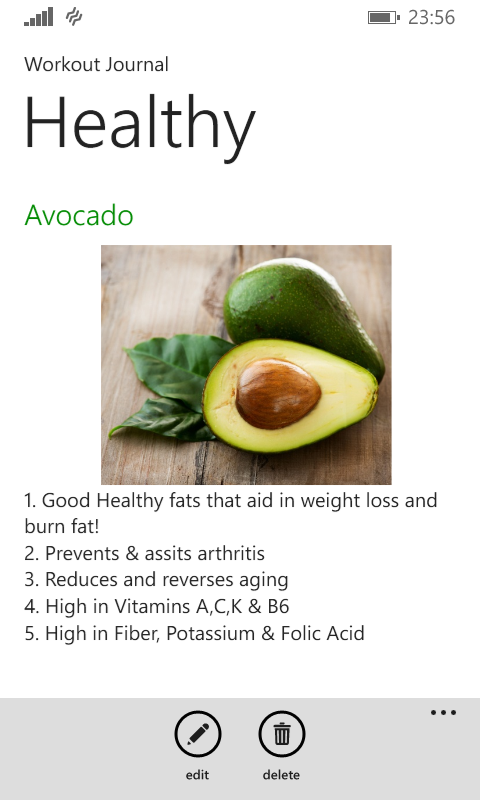 23:56
Workout Journal
Healthy
Avocado
1. Good Healthy fats that aid in weight loss and
burn fat!
2. Prevents & assits arthritis
3. Reduces and reverses aging
4. High in Vitamins A,C,K & B6
5. High in Fiber, Potassium & Folic Acid
edit delete